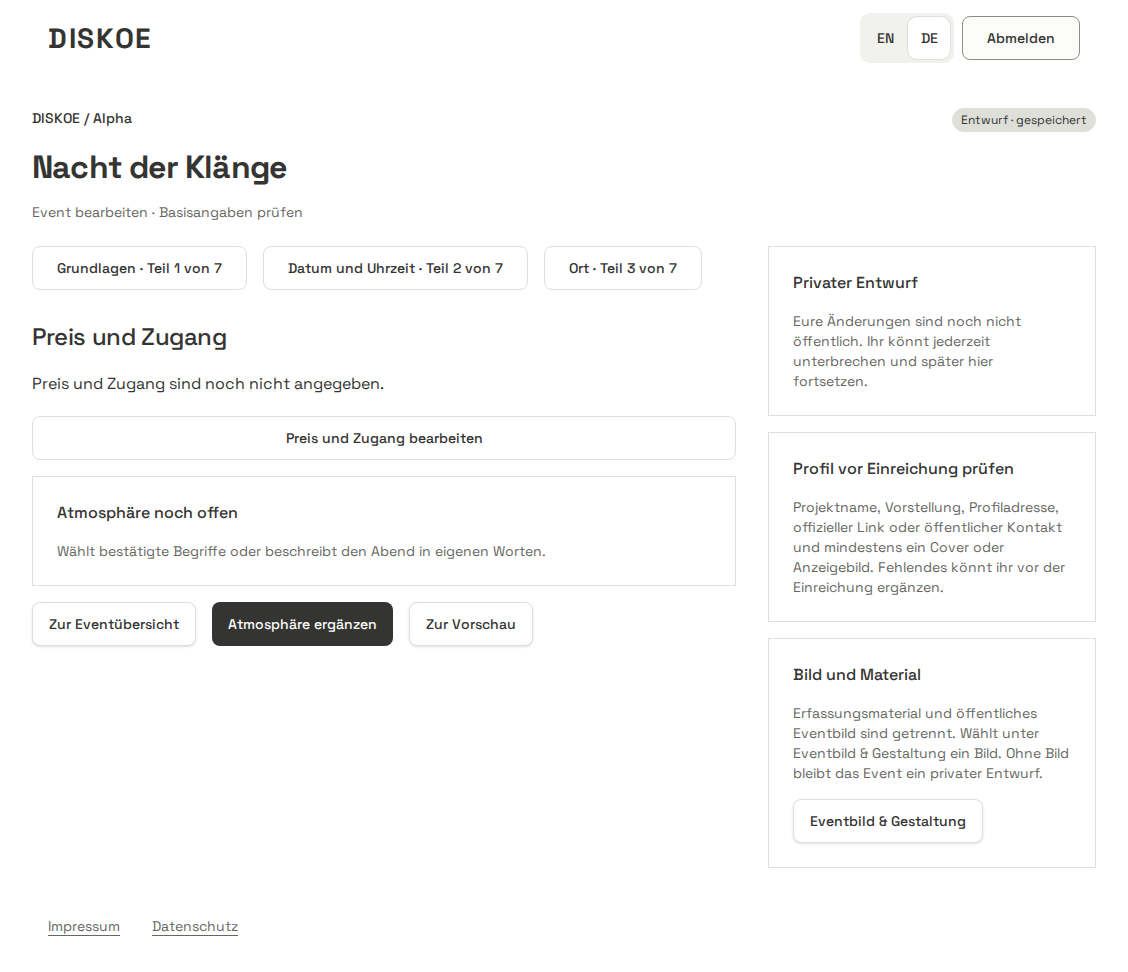 DISKOE
EN
DE
Abmelden
DISKOE / Alpha
Entwurf · gespeichert
Nacht der Klänge
Event bearbeiten · Basisangaben prüfen
Grundlagen · Teil 1 von 7
Datum und Uhrzeit · Teil 2 von 7
Ort · Teil 3 von 7
Preis und Zugang
Preis und Zugang sind noch nicht angegeben.
Preis und Zugang bearbeiten
Atmosphäre noch offen
Wählt bestätigte Begriffe oder beschreibt den Abend in eigenen Worten.
Zur Eventübersicht
Atmosphäre ergänzen
Zur Vorschau
Privater Entwurf
Eure Änderungen sind noch nicht
öffentlich. Ihr könnt jederzeit
unterbrechen und später hier
fortsetzen.
Profil vor Einreichung prüfen
Projektname, Vorstellung, Profiladresse,
offizieller Link oder öffentlicher Kontakt
und mindestens ein Cover oder
Anzeigebild. Fehlendes könnt ihr vor der
Einreichung ergänzen.
Bild und Material
Erfassungsmaterial und öffentliches
Eventbild sind getrennt. Wählt unter
Eventbild & Gestaltung ein Bild. Ohne Bild
bleibt das Event ein privater Entwurf.
Eventbild & Gestaltung
Impressum
Datenschutz